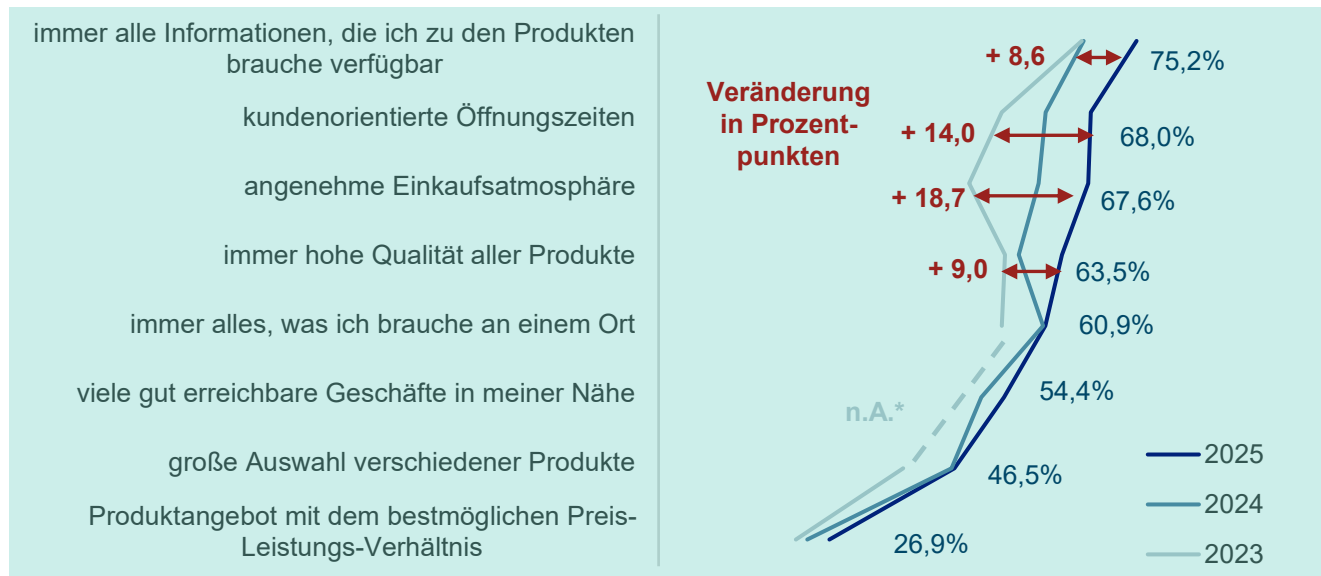 immer alle Informationen, die ich zu den Produkten
brauche verfügbar
kundenorientierte Öffnungszeiten
angenehme Einkaufsatmosphäre
immer hohe Qualität aller Produkte
immer alles, was ich brauche an einem Ort
viele gut erreichbare Geschäfte in meiner Nähe
große Auswahl verschiedener Produkte
Produktangebot mit dem bestmöglichen Preis-
Leistungs-Verhältnis
Veränderung
in Prozent-
punkten
+ 8,6
75,2%
+ 14,0
68,0%
+ 18,7
67,6%
+ 9,0
63,5%
60,9%
54,4%
n.A.*
46,5%
26,9%
2025
2024
2023